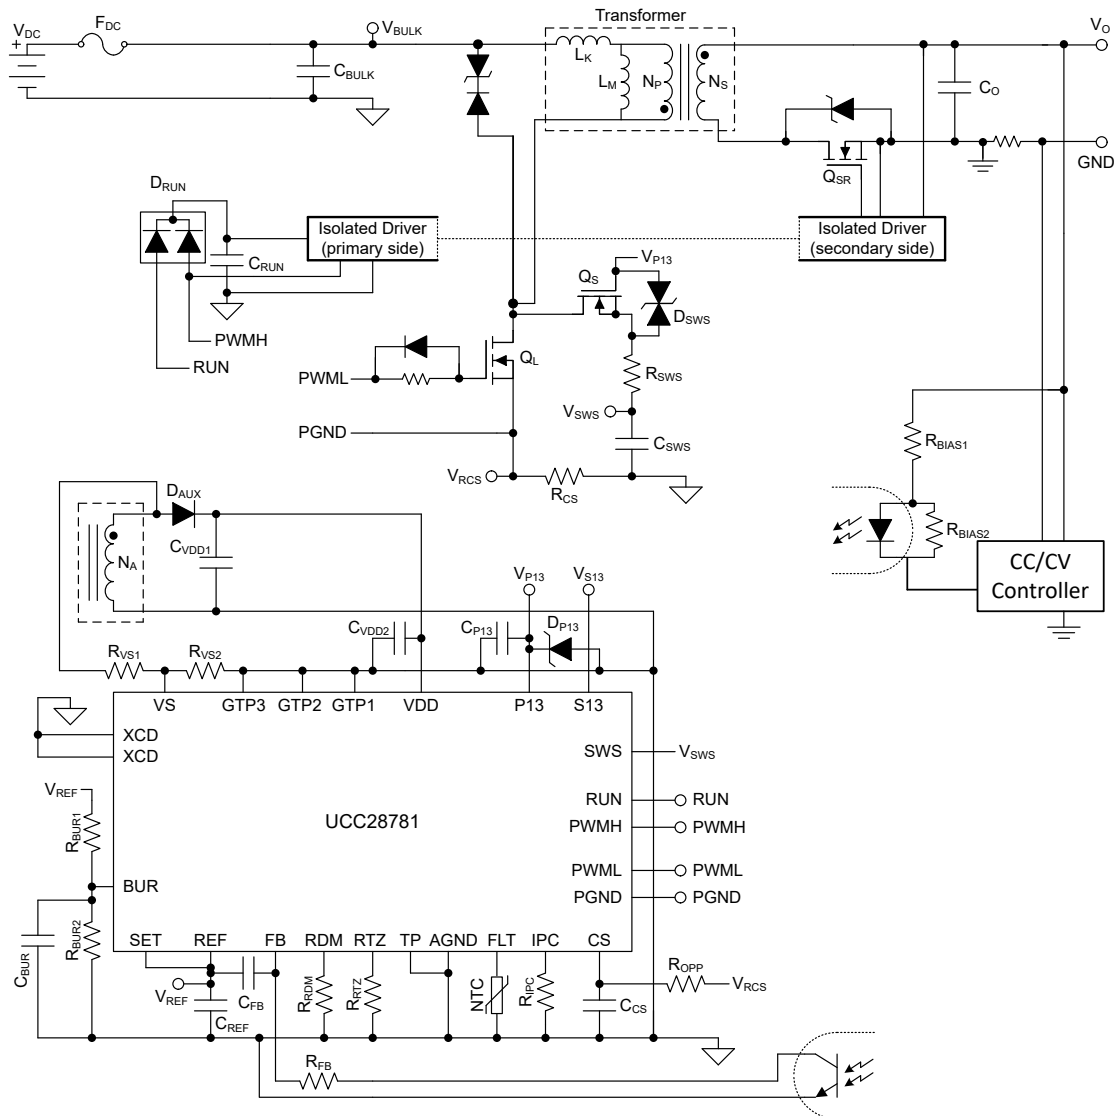 Transformer
V_DC
+
F_DC
V_BULK
C_BULK
L_K
L_M
N_P
N_S
V_O
C_O
GND
Q_SR
D_RUN
Isolated Driver
(primary side)
Isolated Driver
(secondary side)
C_RUN
PWMH
RUN
V_P13
Q_S
D_SWS
Q_L
PWML
R_SWS
V_SWS
PGND
C_SWS
V_RCS
R_CS
R_BIAS1
R_BIAS2
CC/CV
Controller
D_AUX
N_A
C_VDD1
V_P13
V_S13
C_VDD2
C_P13
D_P13
R_VS1
R_VS2
VS
GTP3
GTP2
GTP1
VDD
P13
S13
XCD
XCD
SWS
V_SWS
V_REF
R_BUR1
UCC28781
RUN
RUN
PWMH
PWMH
PWML
PWML
PGND
PGND
BUR
R_BUR2
C_BUR
SET
REF
FB
RDM
RTZ
TP
AGND
FLT
IPC
CS
V_REF
C_FB
C_REF
R_RDM
R_RTZ
NTC
R_IPC
C_CS
R_OPP
V_RCS
R_FB